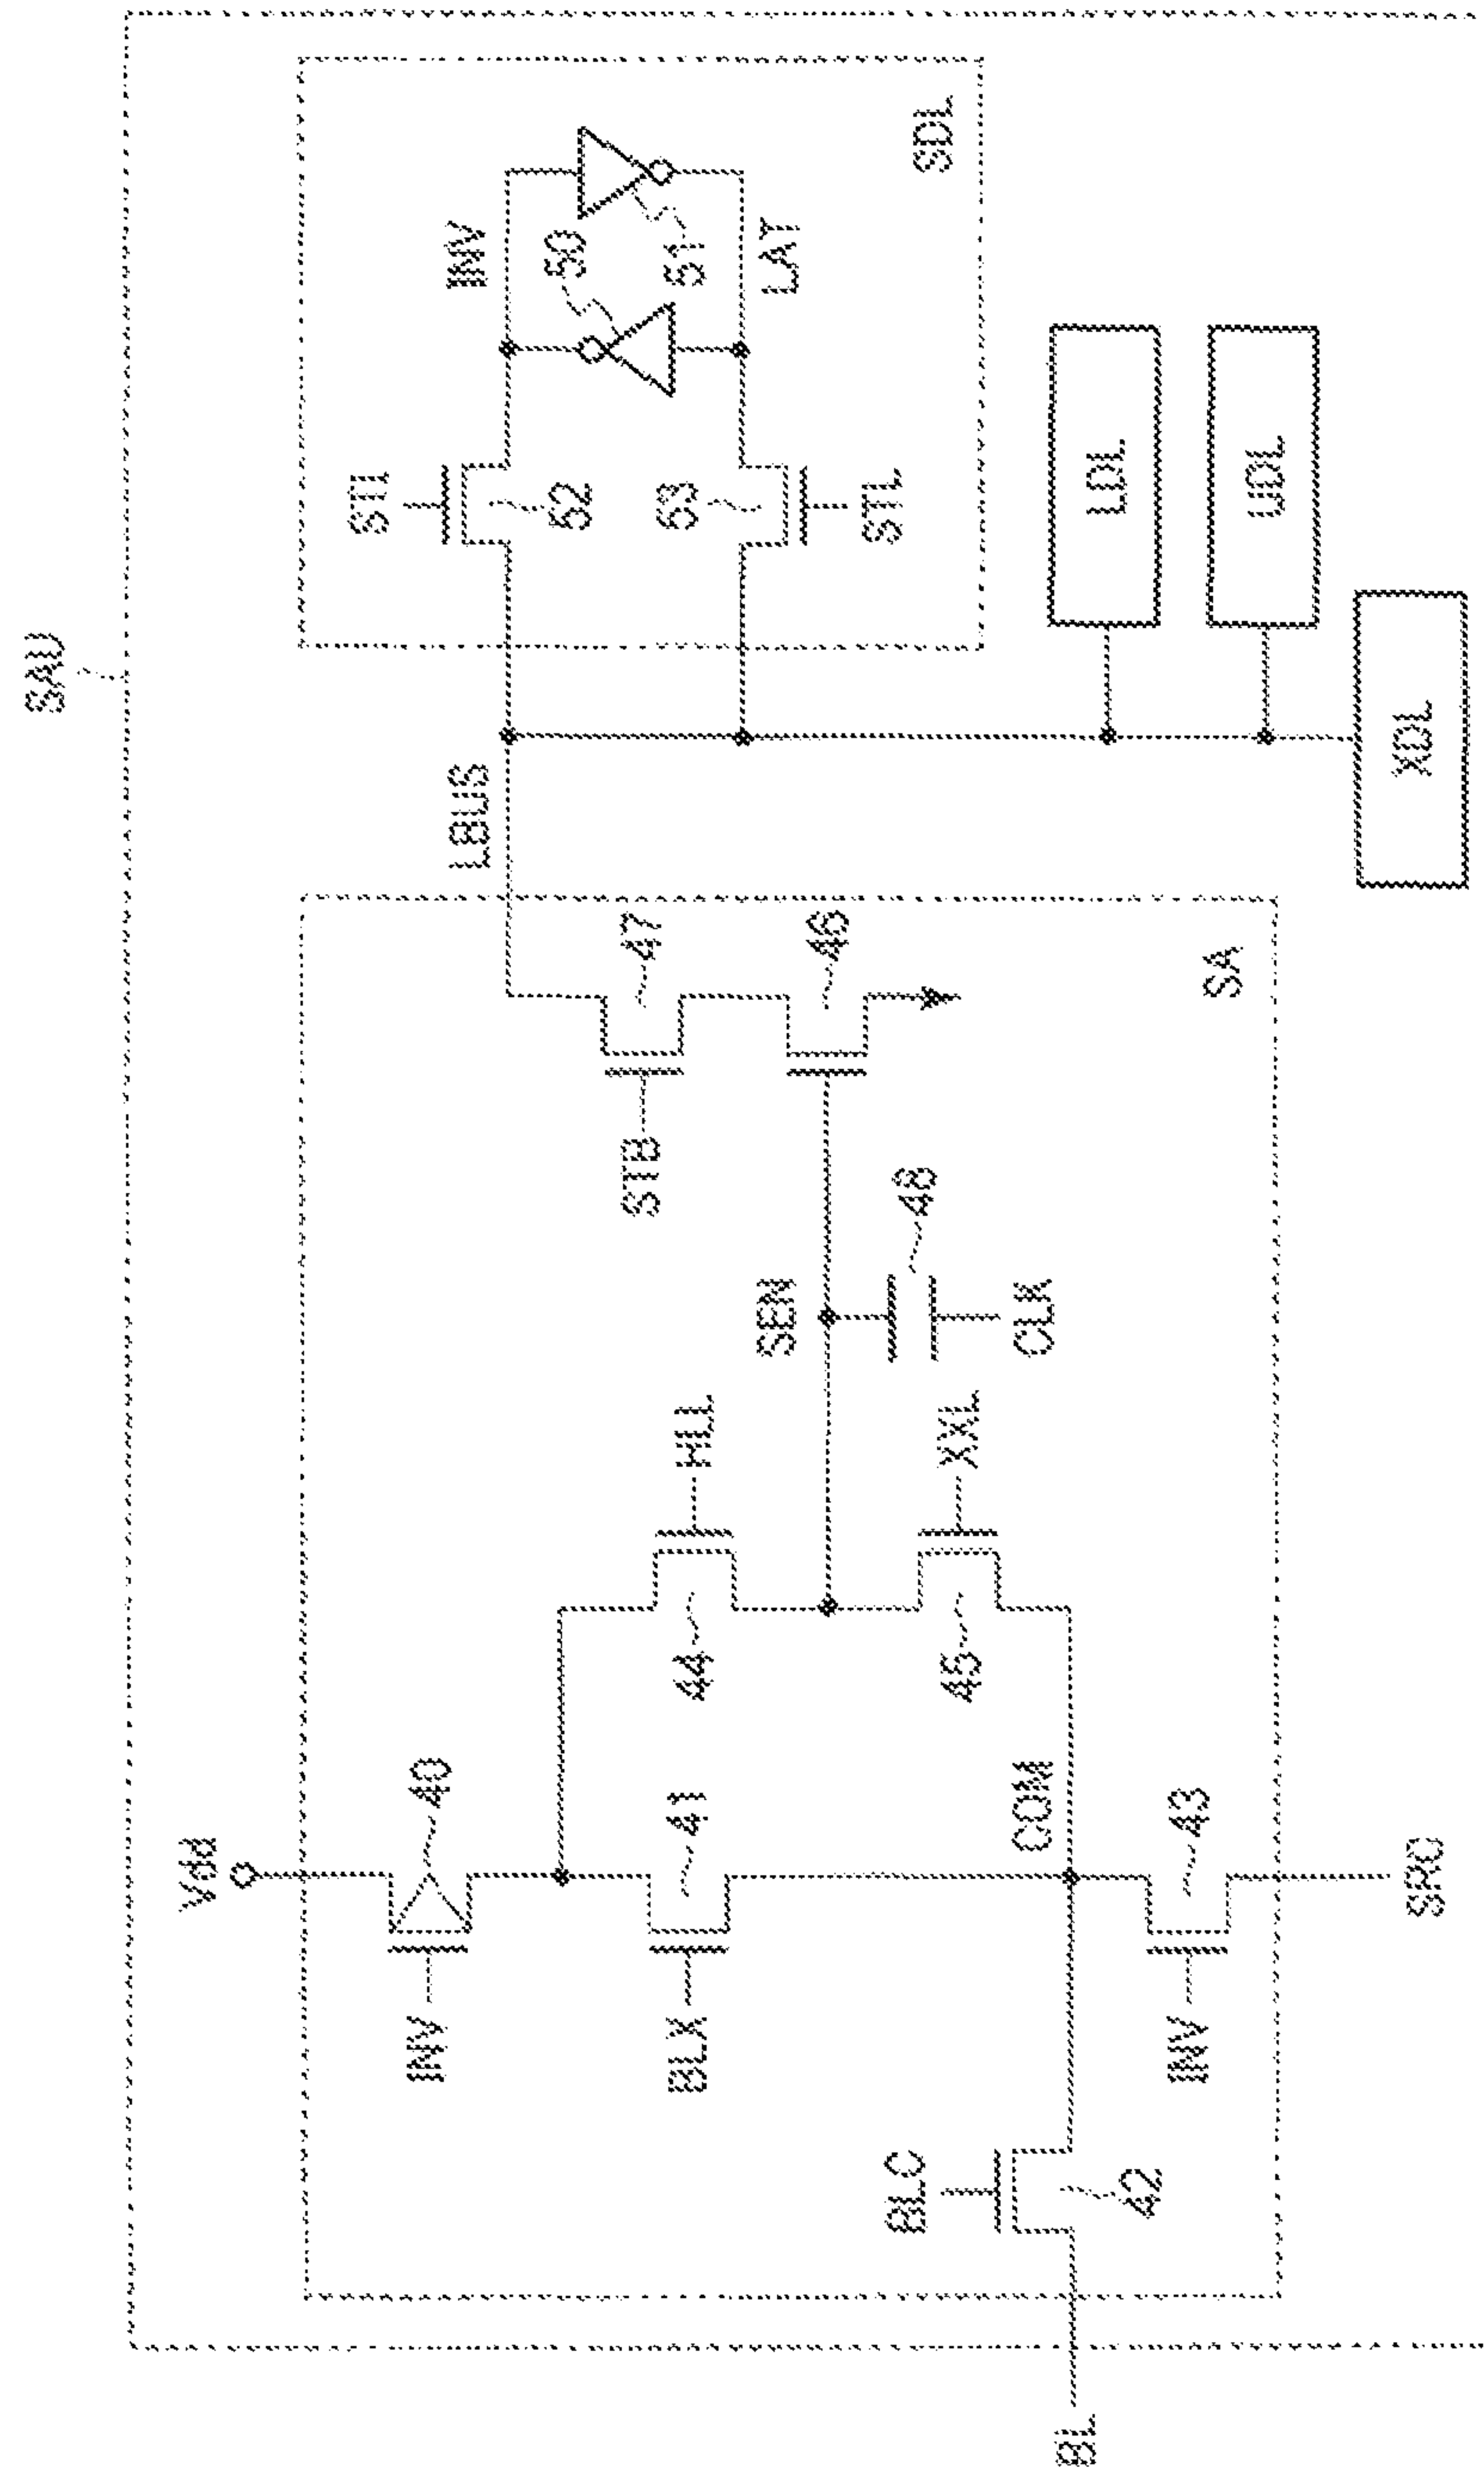 SAU
Vdd
INV
40
BLX
41
44
HLL
SEN
STB
47
LBUS
STI
52
INV
50
51
LAT
53
STL
SDL
BLC
42
COM
45
XXL
48
CLK
46
INV
43
SA
BL
SRC
LDL
UDL
XDL